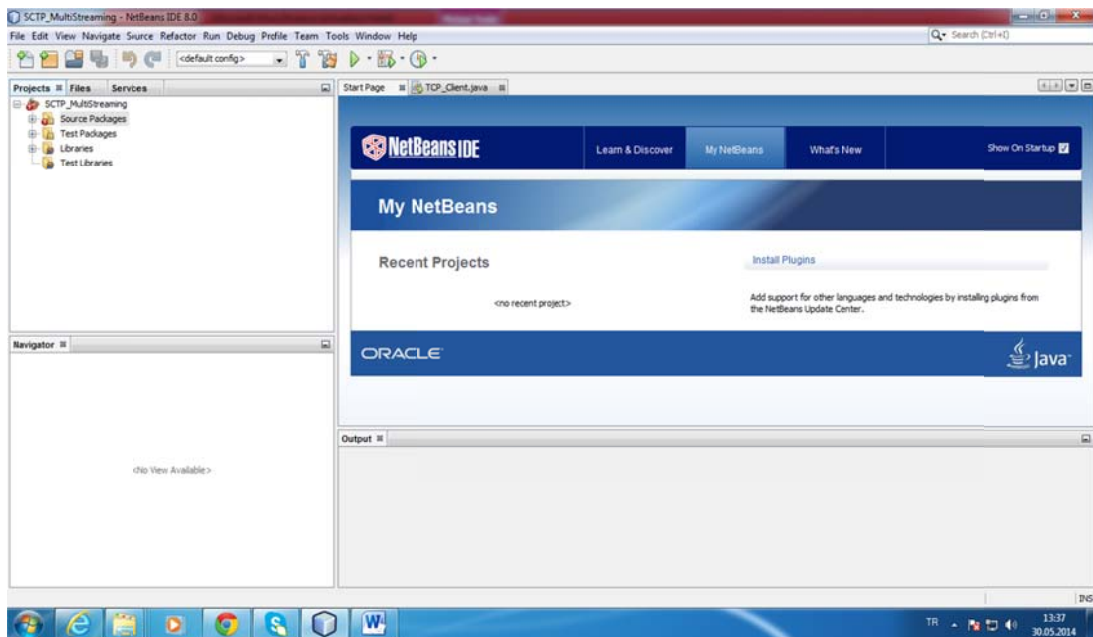 SCTP_MultiStreaming - NetBeans IDE 8.0
File Edit View Navigate Source Refactor Run Debug Profile Team Tools Window Help
Search (Ctrl+I)
<default config>
Projects Files Services
Start Page TCP_Client.java
SCTP_MultiStreaming
Source Packages
Test Packages
Libraries
Test Libraries
NetBeans IDE
Learn & Discover
My NetBeans
What's New
Show On Startup
My NetBeans
Recent Projects
<no recent project>
Install Plugins
Add support for other languages and technologies by installing plugins from
the NetBeans Update Center.
ORACLE
Java
Navigator
<No View Available>
Output
INS
W
TR
13:37
30.05.2014